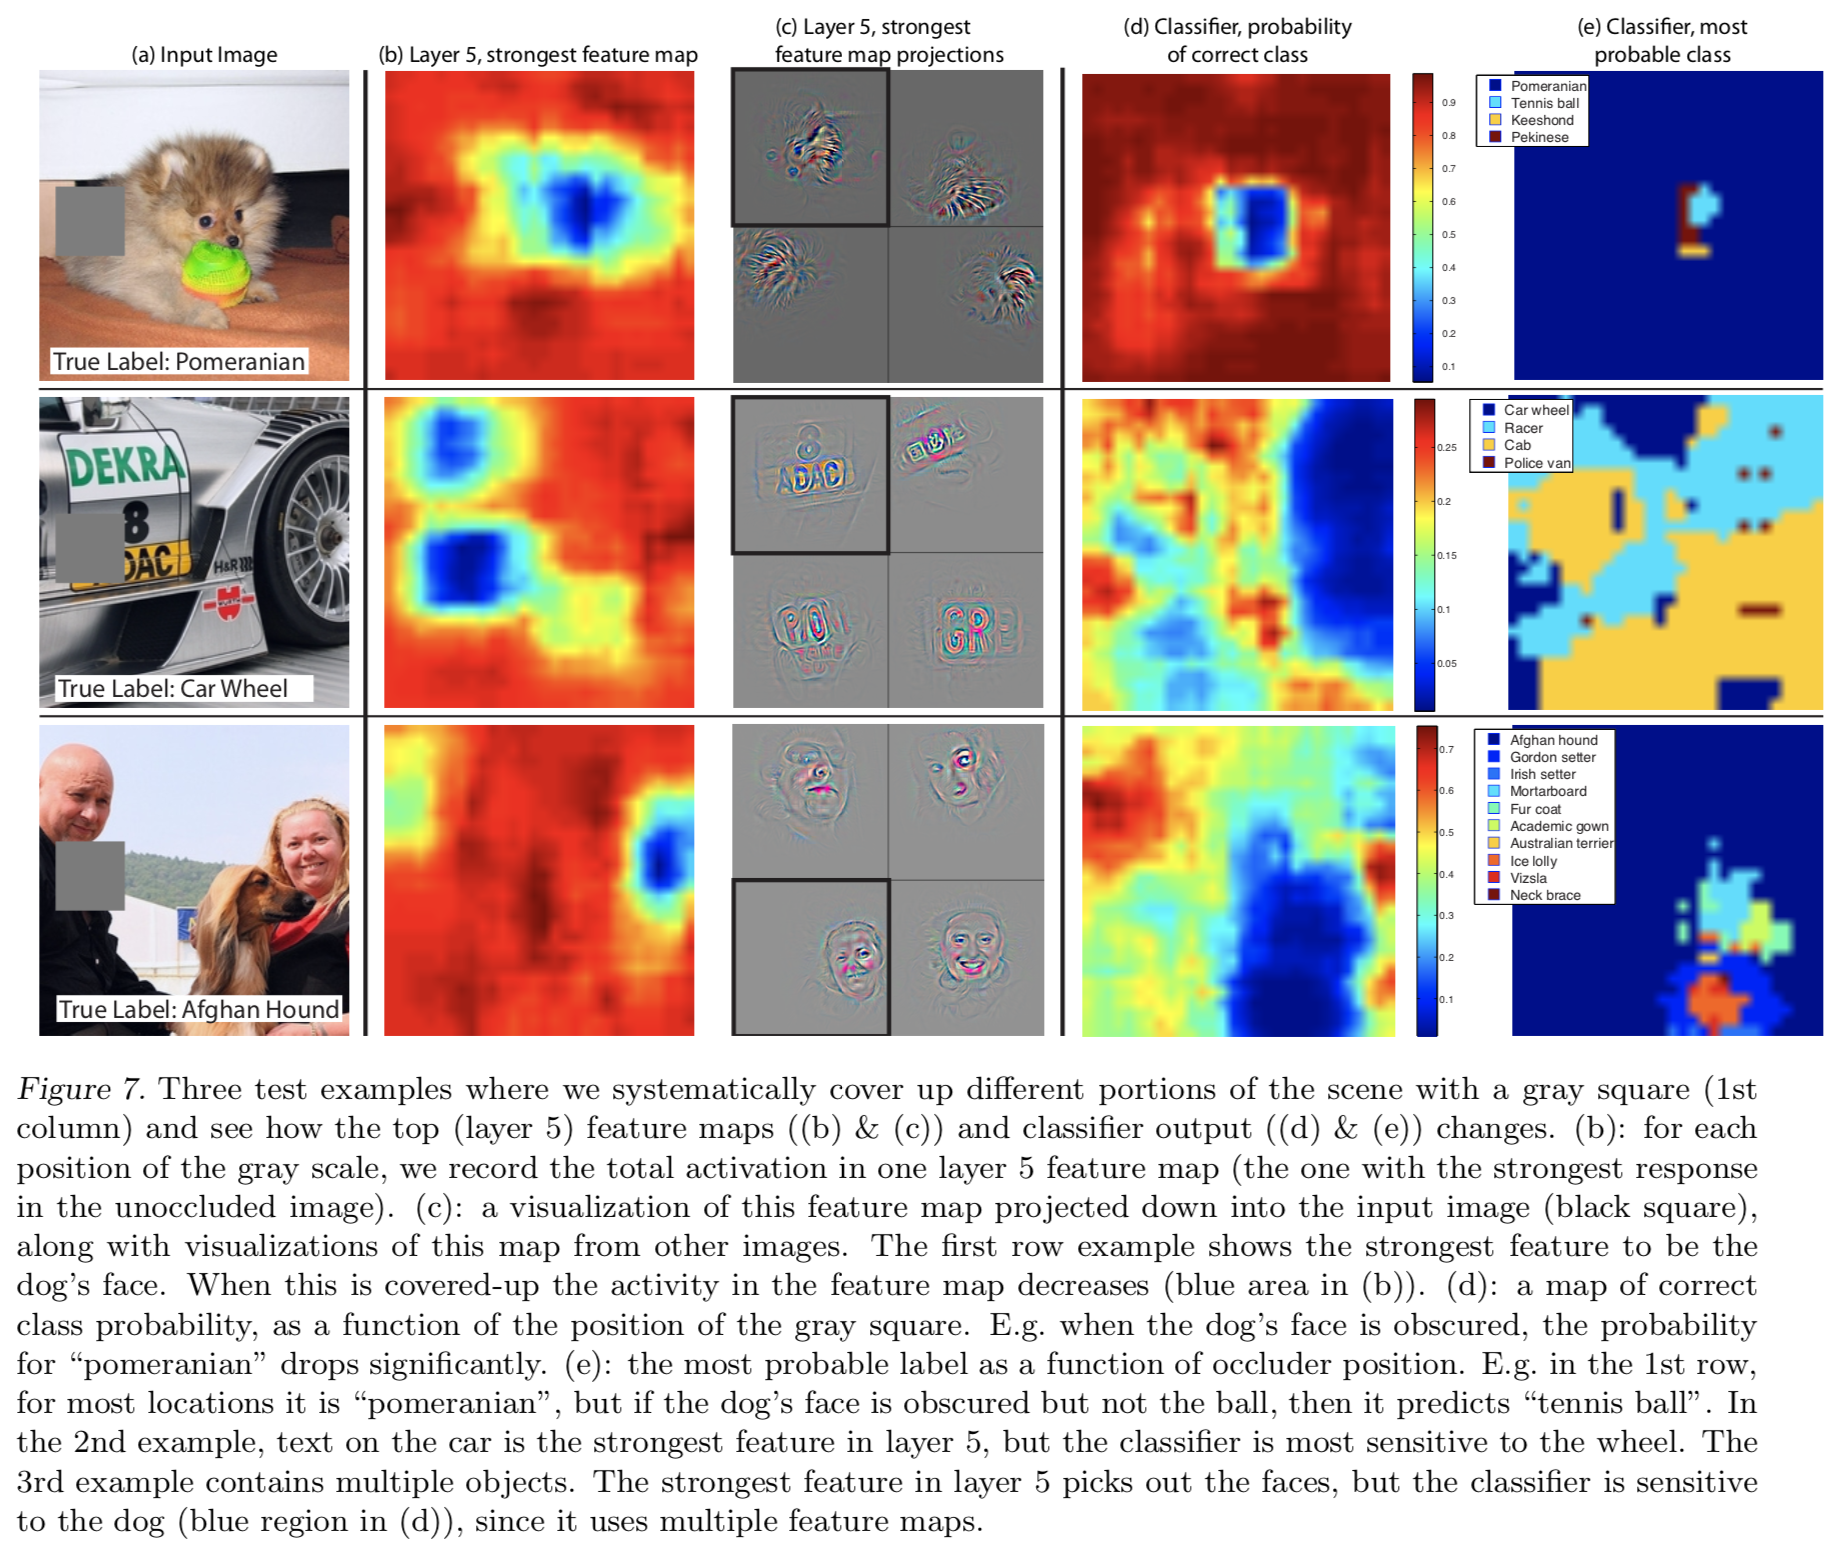 (a) Input Image
(b) Layer 5, strongest feature map
(c) Layer 5, strongest
feature map projections
(d) Classifier, probability
of correct class
(e) Classifier, most
probable class
True Label: Pomeranian
0.9
0.8
0.7
0.6
0.5
0.4
0.3
0.2
0.1
Pomeranian
Tennis ball
Keeshond
Pekinese
DEKRA
8
ADAC
H&R
True Label: Car Wheel
8
ADAC
PIO
GRE
0.25
0.2
0.15
0.1
0.05
Car wheel
Racer
Cab
Police van
True Label: Afghan Hound
0.7
0.6
0.5
0.4
0.3
0.2
0.1
Afghan hound
Gordon setter
Irish setter
Mortarboard
Fur coat
Academic gown
Australian terrier
Ice lolly
Vizsla
Neck brace
Figure 7. Three test examples where we systematically cover up different portions of the scene with a gray square (1st
column) and see how the top (layer 5) feature maps ((b) & (c)) and classifier output ((d) & (e)) changes. (b): for each
position of the gray scale, we record the total activation in one layer 5 feature map (the one with the strongest response
in the unoccluded image). (c): a visualization of this feature map projected down into the input image (black square),
along with visualizations of this map from other images. The first row example shows the strongest feature to be the
dog's face. When this is covered-up the activity in the feature map decreases (blue area in (b)). (d): a map of correct
class probability, as a function of the position of the gray square. E.g. when the dog's face is obscured, the probability
for "pomeranian" drops significantly. (e): the most probable label as a function of occluder position. E.g. in the 1st row,
for most locations it is "pomeranian", but if the dog's face is obscured but not the ball, then it predicts "tennis ball". In
the 2nd example, text on the car is the strongest feature in layer 5, but the classifier is most sensitive to the wheel. The
3rd example contains multiple objects. The strongest feature in layer 5 picks out the faces, but the classifier is sensitive
to the dog (blue region in (d)), since it uses multiple feature maps.